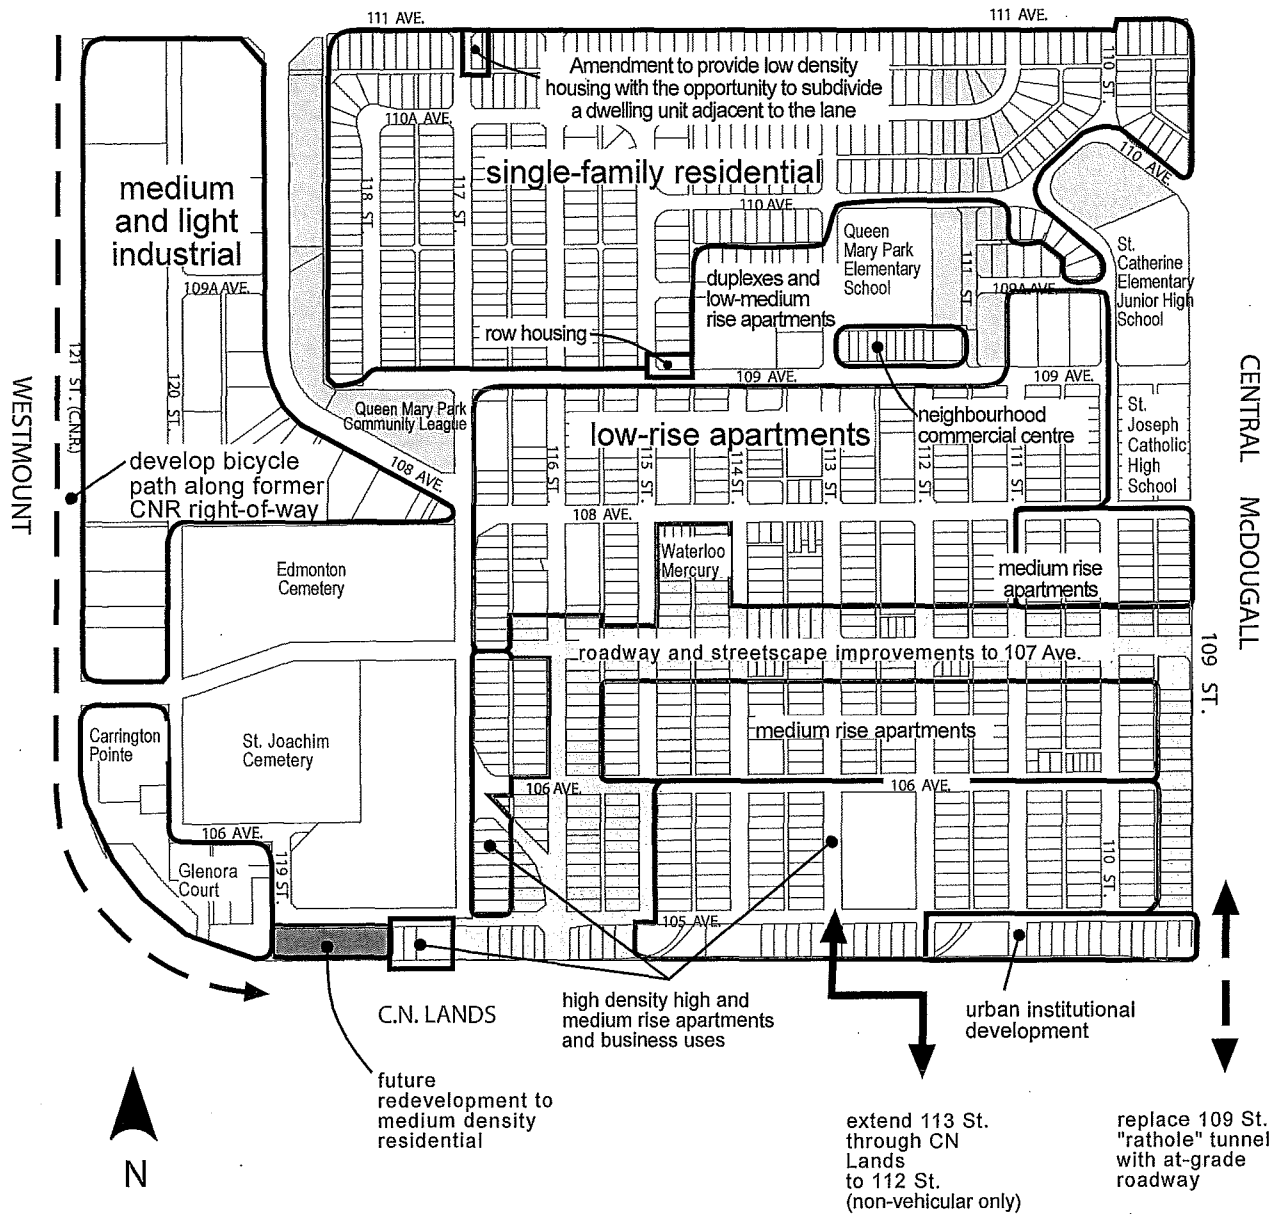 111 AVE.
111 AVE.
110 ST.
Amendment to provide low density
housing with the opportunity to subdivide
a dwelling unit adjacent to the lane
110A AVE.
110 AVE.
single-family residential
medium
and light
industrial
118 ST.
117 ST.
110 AVE.
Queen
Mary Park
Elementary
School
111 ST.
St.
Catherine
Elementary
Junior High
School
duplexes and
low-medium
rise apartments
109A AVE.
109A AVE.
row housing
121 ST. (C.N.R.)
120 ST.
109 AVE.
109 AVE.
WESTMOUNT
CENTRAL McDOUGALL
Queen Mary Park
Community League
low-rise apartments
neighbourhood
commercial centre
St.
Joseph
Catholic
High
School
develop bicycle
path along former
CNR right-of-way
108 AVE.
116 ST.
115 ST.
114 ST.
113 ST.
112 ST.
111 ST.
108 AVE.
Edmonton
Cemetery
Waterloo
Mercury
medium rise
apartments
109 ST.
roadway and streetscape improvements to 107 Ave.
Carrington
Pointe
St. Joachim
Cemetery
medium rise apartments
106 AVE.
106 AVE.
106 AVE.
119 ST.
Glenora
Court
110 ST.
105 AVE.
C.N. LANDS
high density high and
medium rise apartments
and business uses
urban institutional
development
future
redevelopment to
medium density
residential
extend 113 St.
through CN
Lands
to 112 St.
(non-vehicular only)
replace 109 St.
"rathole" tunnel
with at-grade
roadway
N